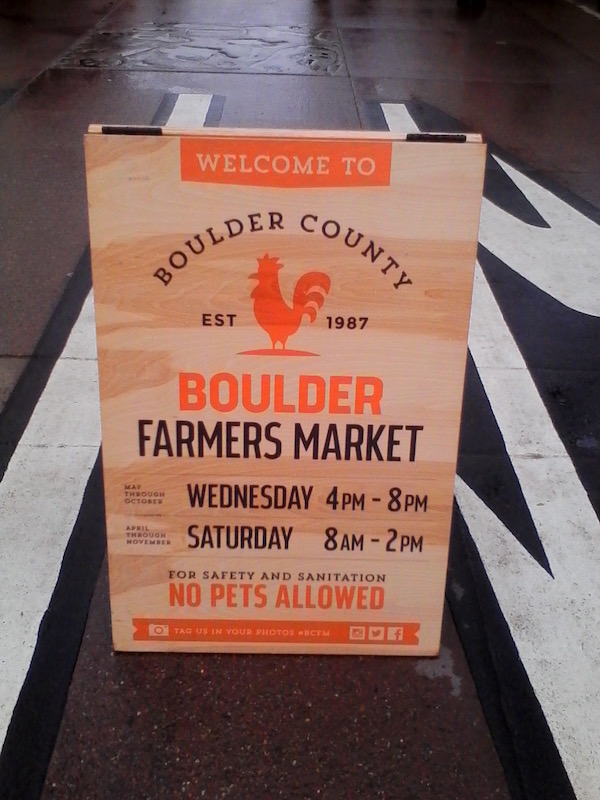 WELCOME TO
BOULDER COUNTY
EST 1987
BOULDER
FARMERS MARKET
MAY
THROUGH
OCTOBER
WEDNESDAY 4PM - 8PM
APRIL
THROUGH
NOVEMBER
SATURDAY 8AM - 2PM
FOR SAFETY AND SANITATION
NO PETS ALLOWED
TAG US IN YOUR PHOTOS #BCFM